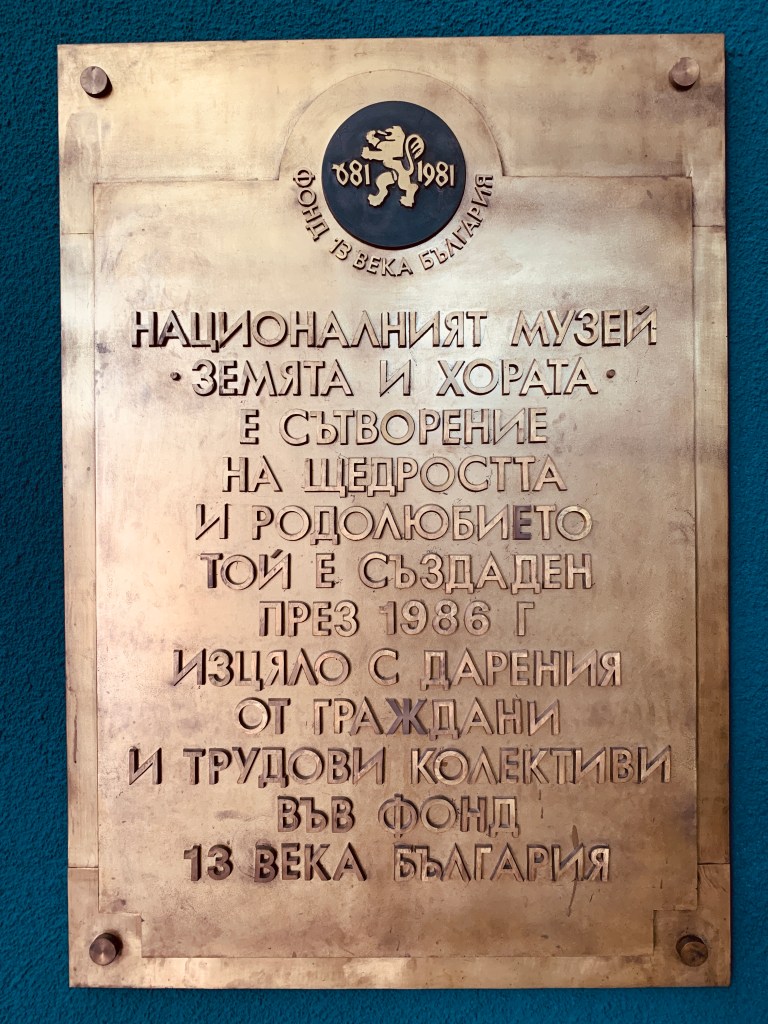 681 1981
ФОНД 13 ВЕКА БЪЛГАРИЯ
НАЦИОНАЛНИЯТ МУЗЕЙ
·ЗЕМЯТА И ХОРАТА·
Е СЪТВОРЕНИЕ
НА ЩЕДРОСТТА
И РОДОЛЮБИЕТО
ТОЙ Е СЪЗДАДЕН
ПРЕЗ 1986 Г
ИЗЦЯЛО С ДАРЕНИЯ
ОТ ГРАЖДАНИ
И ТРУДОВИ КОЛЕКТИВИ
ВЪВ ФОНД
13 ВЕКА БЪЛГАРИЯ